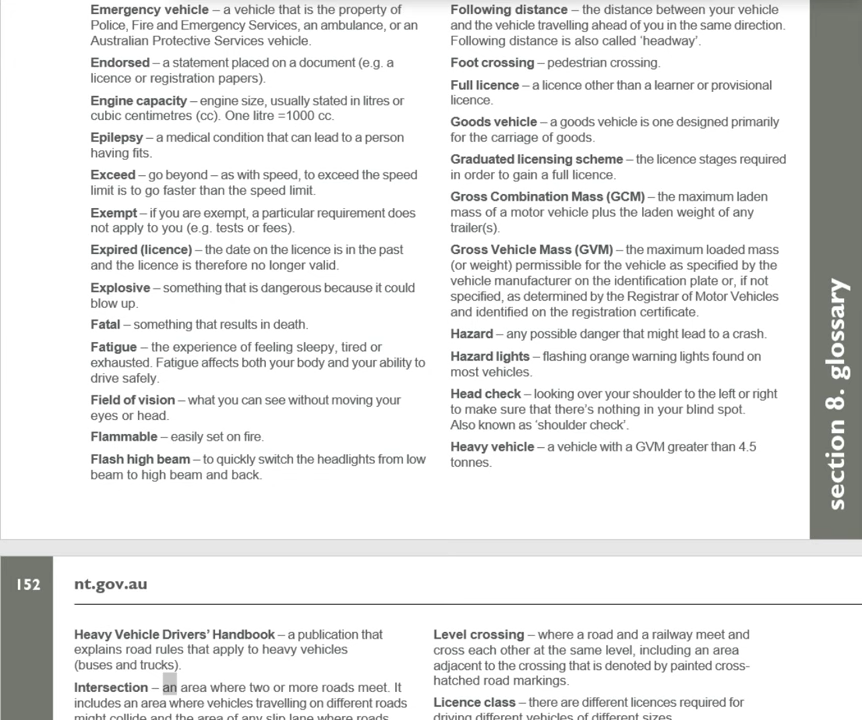 Emergency vehicle – a vehicle that is the property of
Police, Fire and Emergency Services, an ambulance, or an
Australian Protective Services vehicle.
Endorsed – a statement placed on a document (e.g. a
licence or registration papers).
Engine capacity – engine size, usually stated in litres or
cubic centimetres (cc). One litre =1000 cc.
Epilepsy – a medical condition that can lead to a person
having fits.
Exceed – go beyond – as with speed, to exceed the speed
limit is to go faster than the speed limit.
Exempt – if you are exempt, a particular requirement does
not apply to you (e.g. tests or fees).
Expired (licence) – the date on the licence is in the past
and the licence is therefore no longer valid.
Explosive – something that is dangerous because it could
blow up.
Fatal – something that results in death.
Fatigue – the experience of feeling sleepy, tired or
exhausted. Fatigue affects both your body and your ability to
drive safely.
Field of vision – what you can see without moving your
eyes or head.
Flammable – easily set on fire.
Flash high beam – to quickly switch the headlights from low
beam to high beam and back.
Following distance – the distance between your vehicle
and the vehicle travelling ahead of you in the same direction.
Following distance is also called ‘headway’.
Foot crossing – pedestrian crossing.
Full licence – a licence other than a learner or provisional
licence.
Goods vehicle – a goods vehicle is one designed primarily
for the carriage of goods.
Graduated licensing scheme – the licence stages required
in order to gain a full licence.
Gross Combination Mass (GCM) – the maximum laden
mass of a motor vehicle plus the laden weight of any
trailer(s).
Gross Vehicle Mass (GVM) – the maximum loaded mass
(or weight) permissible for the vehicle as specified by the
vehicle manufacturer on the identification plate or, if not
specified, as determined by the Registrar of Motor Vehicles
and identified on the registration certificate.
Hazard – any possible danger that might lead to a crash.
Hazard lights – flashing orange warning lights found on
most vehicles.
Head check – looking over your shoulder to the left or right
to make sure that there’s nothing in your blind spot.
Also known as ‘shoulder check’.
Heavy vehicle – a vehicle with a GVM greater than 4.5
tonnes.
section 8. glossary
152
nt.gov.au
Heavy Vehicle Drivers’ Handbook – a publication that
explains road rules that apply to heavy vehicles
(buses and trucks).
Intersection – an area where two or more roads meet. It
includes an area where vehicles travelling on different roads
might collide and the area of any slip lane where roads
Level crossing – where a road and a railway meet and
cross each other at the same level, including an area
adjacent to the crossing that is denoted by painted cross-
hatched road markings.
Licence class – there are different licences required for
driving different vehicles of different sizes.